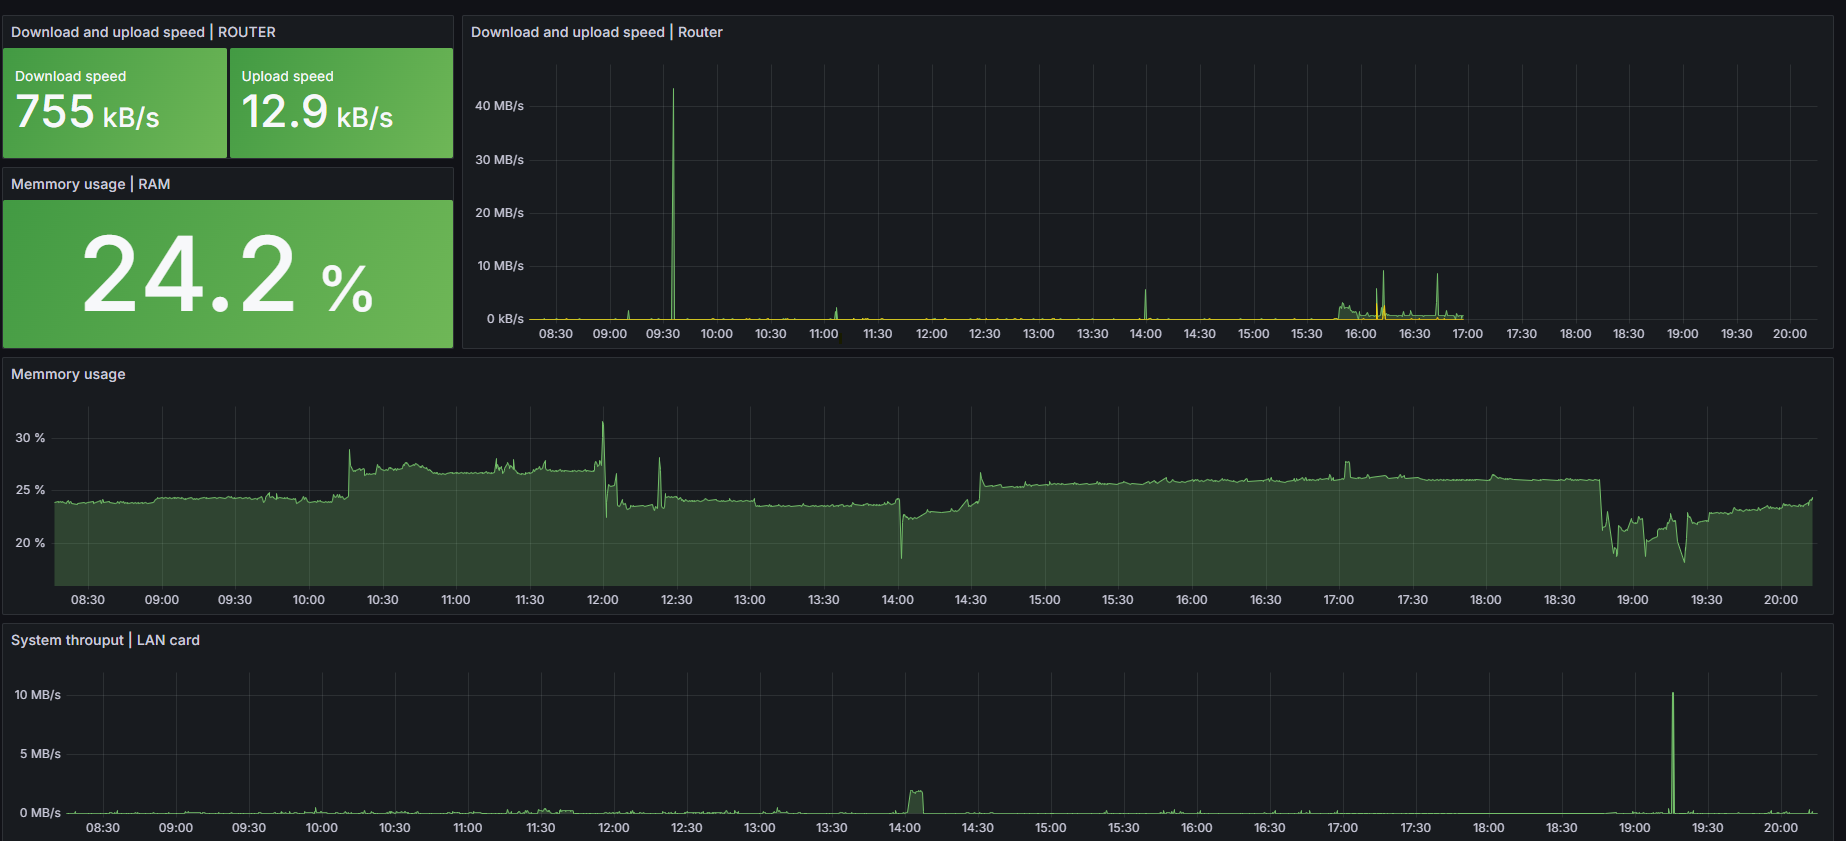 Download and upload speed | ROUTER
Download speed
755 kB/s
Upload speed
12.9 kB/s
Memmory usage | RAM
24.2 %
Download and upload speed | Router
40 MB/s
30 MB/s
20 MB/s
10 MB/s
0 kB/s
08:30 09:00 09:30 10:00 10:30 11:00 11:30 12:00 12:30 13:00 13:30 14:00 14:30 15:00 15:30 16:00 16:30 17:00 17:30 18:00 18:30 19:00 19:30 20:00
Memmory usage
30 %
25 %
20 %
08:30 09:00 09:30 10:00 10:30 11:00 11:30 12:00 12:30 13:00 13:30 14:00 14:30 15:00 15:30 16:00 16:30 17:00 17:30 18:00 18:30 19:00 19:30 20:00
System throuput | LAN card
10 MB/s
5 MB/s
0 MB/s
08:30 09:00 09:30 10:00 10:30 11:00 11:30 12:00 12:30 13:00 13:30 14:00 14:30 15:00 15:30 16:00 16:30 17:00 17:30 18:00 18:30 19:00 19:30 20:00